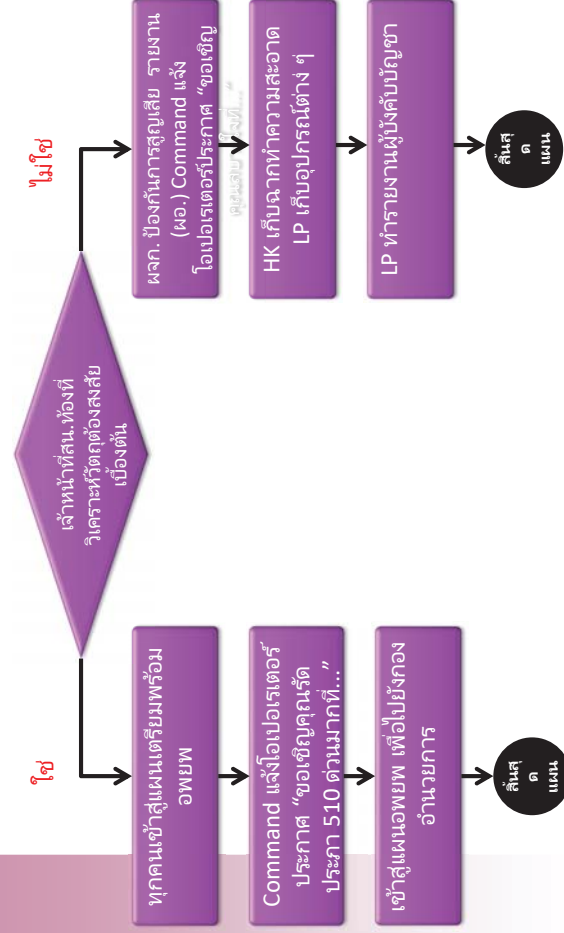 เจ้าหน้าที่สน.ท้องที่
วิเคราะห์วัตถุต้องสงสัย
เบื้องต้น
ใช่
ทุกคนเข้าสู่แผนเตรียมพร้อม
อพยพ
Command แจ้งโอเปอเรเตอร์
ประกาศ “ขอเชิญคุณรัด
ประภา 510 ด่วนมากที่...”
เข้าสู่แผนอพยพ เพื่อไปยังกอง
อำนวยการ
สิ้นสุ
ด
แผน
ไม่ใช่
ผจก. ป้องกันการสูญเสีย รายงาน
(ผอ.) Command แจ้ง
โอเปอเรเตอร์ประกาศ “ขอเชิญ
HK เก็บฉากทำความสะอาด
LP เก็บอุปกรณ์ต่าง ๆ
LP ทำรายงานผู้บังคับบัญชา
สิ้นสุ
ด
แผน